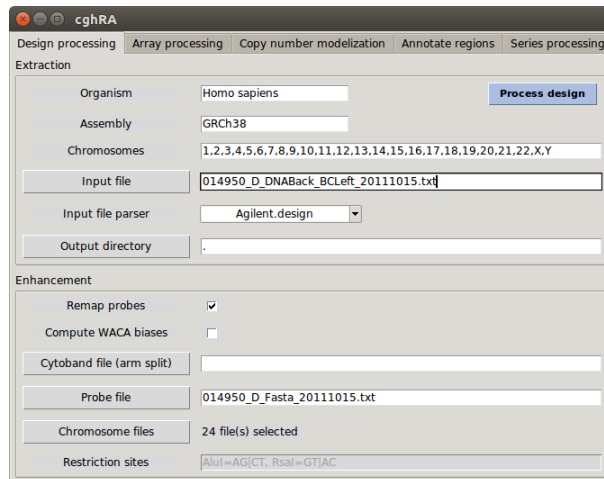 cghRA
Design processing Array processing Copy number modelization Annotate regions Series processing
Extraction
Organism Homo sapiens Process design
Assembly GRCh38
Chromosomes 1,2,3,4,5,6,7,8,9,10,11,12,13,14,15,16,17,18,19,20,21,22,X,Y
Input file 014950_D_DNABack_BCLeft_20111015.txt
Input file parser Agilent.design
Output directory .
Enhancement
Remap probes
Compute WACA biases
Cytoband file (arm split)
Probe file 014950_D_Fasta_20111015.txt
Chromosome files 24 file(s) selected
Restriction sites AluI=AG|CT, RsaI=GT|AC